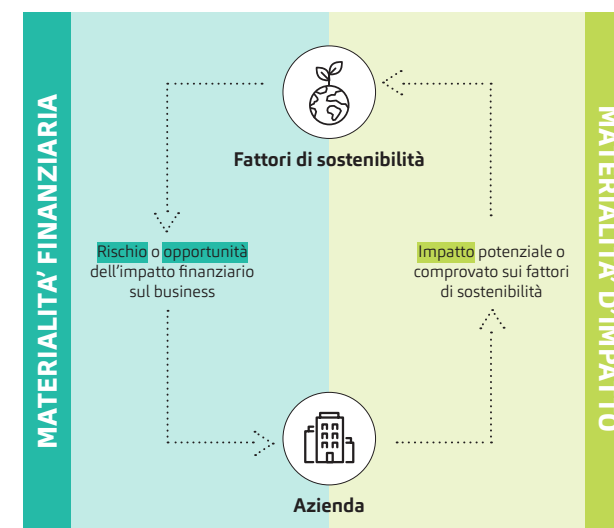 MATERIALITA’ FINANZIARIA
Fattori di sostenibilità
Rischio o opportunità
dell’impatto finanziario
sul business
Impatto potenziale o
comprovato sui fattori
di sostenibilità
Azienda
MATERIALITA’ D’IMPATTO